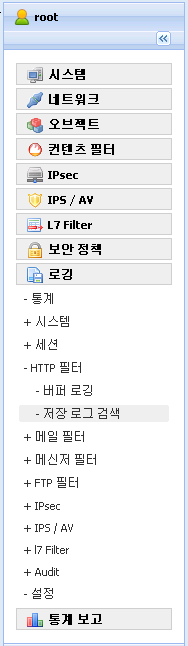 root
시스템
네트워크
오브젝트
컨텐츠 필터
IPsec
IPS / AV
L7 Filter
보안 정책
로깅
- 통계
+ 시스템
+ 세션
- HTTP 필터
- 버퍼 로깅
- 저장 로그 검색
+ 메일 필터
+ 메신저 필터
+ FTP 필터
+ IPsec
+ IPS / AV
+ l7 Filter
+ Audit
- 설정
통계 보고